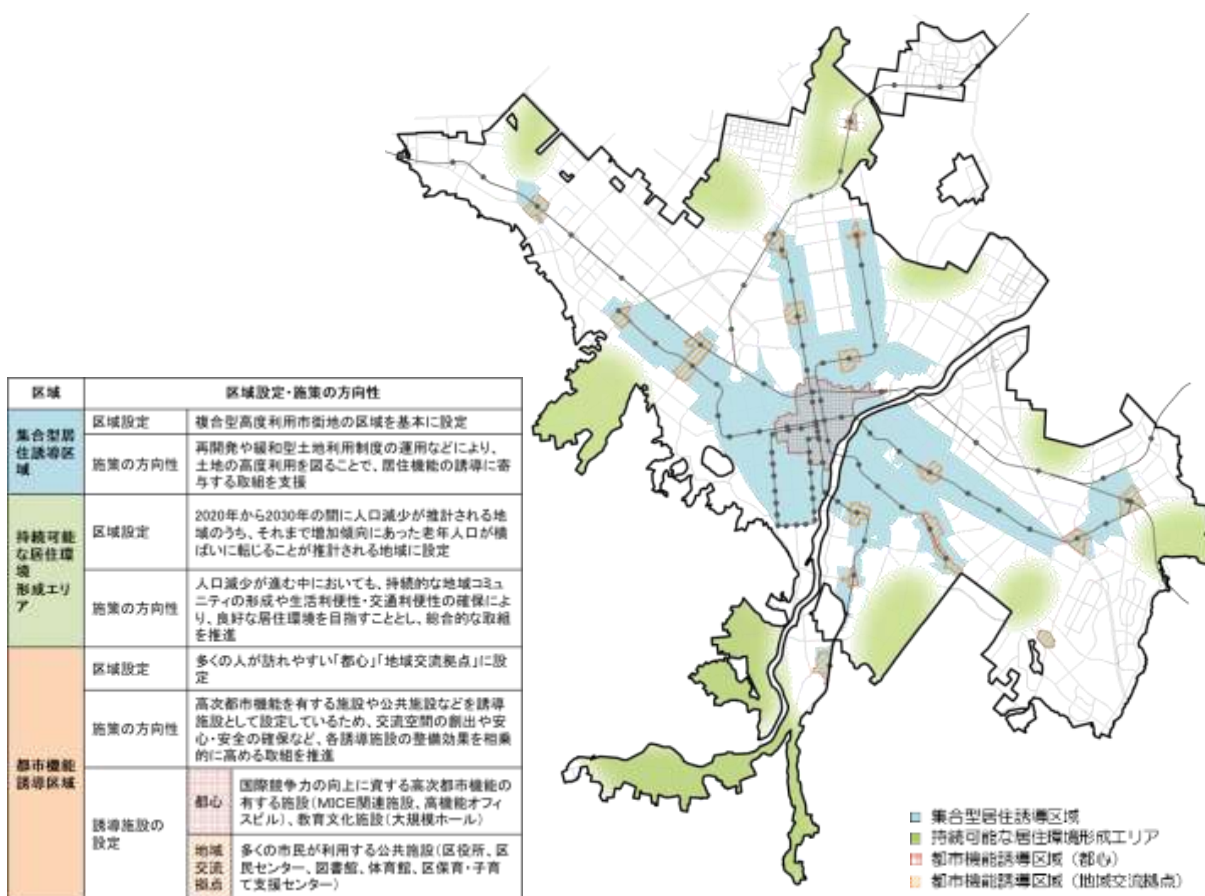 区域
区域設定・施策の方向性
集合型居
住誘導区
域
区域設定
複合型高度利用市街地の区域を基本に設定
施策の方向性
再開発や緩和型土地利用制度の運用などにより、
土地の高度利用を図ることで、居住機能の誘導に寄
与する取組を支援
持続可能
な居住環
境
形成エリ
ア
区域設定
2020年から2030年の間に人口減少が推計される地
域のうち、それまで増加傾向にあった老年人口が横
ばいに転じることが推計される地域に設定
施策の方向性
人口減少が進む中においても、持続的な地域コミュ
ニティの形成や生活利便性・交通利便性の確保によ
り、良好な居住環境を目指すこととし、総合的な取組
を推進
都市機能
誘導区域
区域設定
多くの人が訪れやすい「都心」「地域交流拠点」に設
定
施策の方向性
高次都市機能を有する施設や公共施設などを誘導
施設として設定しているため、交流空間の創出や安
心・安全の確保など、各誘導施設の整備効果を相乗
的に高める取組を推進
誘導施設の
設定
都心
国際競争力の向上に資する高次都市機能の
有する施設(MICE関連施設、高機能オフィ
スビル)、教育文化施設(大規模ホール)
地域
交流
拠点
多くの市民が利用する公共施設(区役所、区
民センター、図書館、体育館、区保育・子育
て支援センター)
集合型居住誘導区域
持続可能な居住環境形成エリア
都市機能誘導区域(都心)
都市機能誘導区域(地域交流拠点)